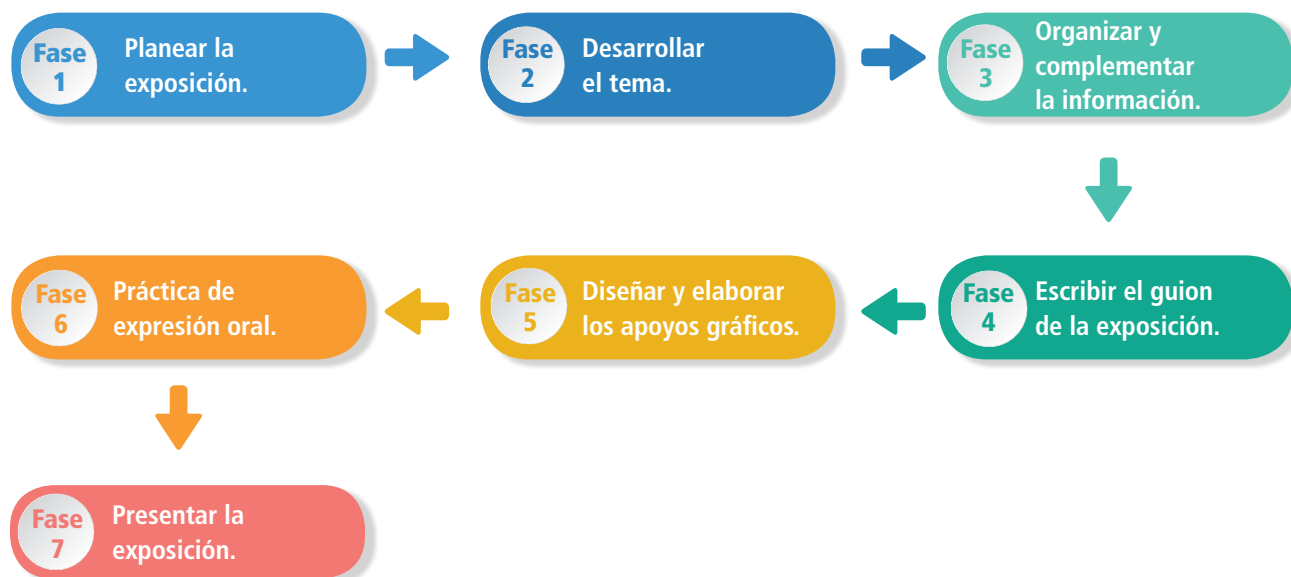 Fase
1
Planear la
exposición.
Fase
2
Desarrollar
el tema.
Fase
3
Organizar y
complementar
la información.
Fase
4
Escribir el guion
de la exposición.
Fase
5
Diseñar y elaborar
los apoyos gráficos.
Fase
6
Práctica de
expresión oral.
Fase
7
Presentar la
exposición.